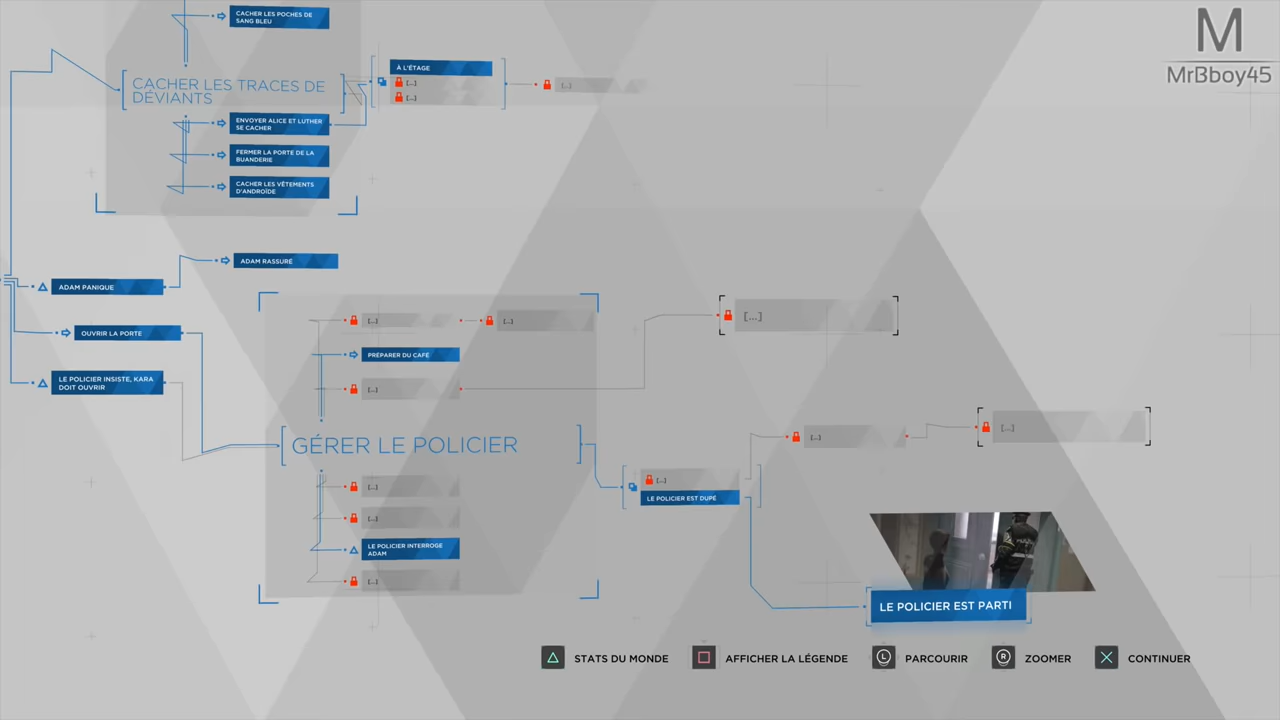 CACHER LES POCHES DE
SANG BLEU
M
MrBboy45
À L'ÉTAGE
[...]
[...]
[...]
CACHER LES TRACES DE
DÉVIANTS
ENVOYER ALICE ET LUTHER
SE CACHER
FERMER LA PORTE DE LA
BUANDERIE
CACHER LES VÊTEMENTS
D'ANDROÏDE
ADAM RASSURÉ
ADAM PANIQUE
OUVRIR LA PORTE
LE POLICIER INSISTE, KARA
DOIT OUVRIR
[...]
[...]
[...]
PRÉPARER DU CAFÉ
[...]
GÉRER LE POLICIER
[...]
[...]
[...]
LE POLICIER EST DUPÉ
[...]
[...]
LE POLICIER INTERROGE
ADAM
[...]
LE POLICIER EST PARTI
STATS DU MONDE
AFFICHER LA LÉGENDE
L
PARCOURIR
R
ZOOMER
CONTINUER